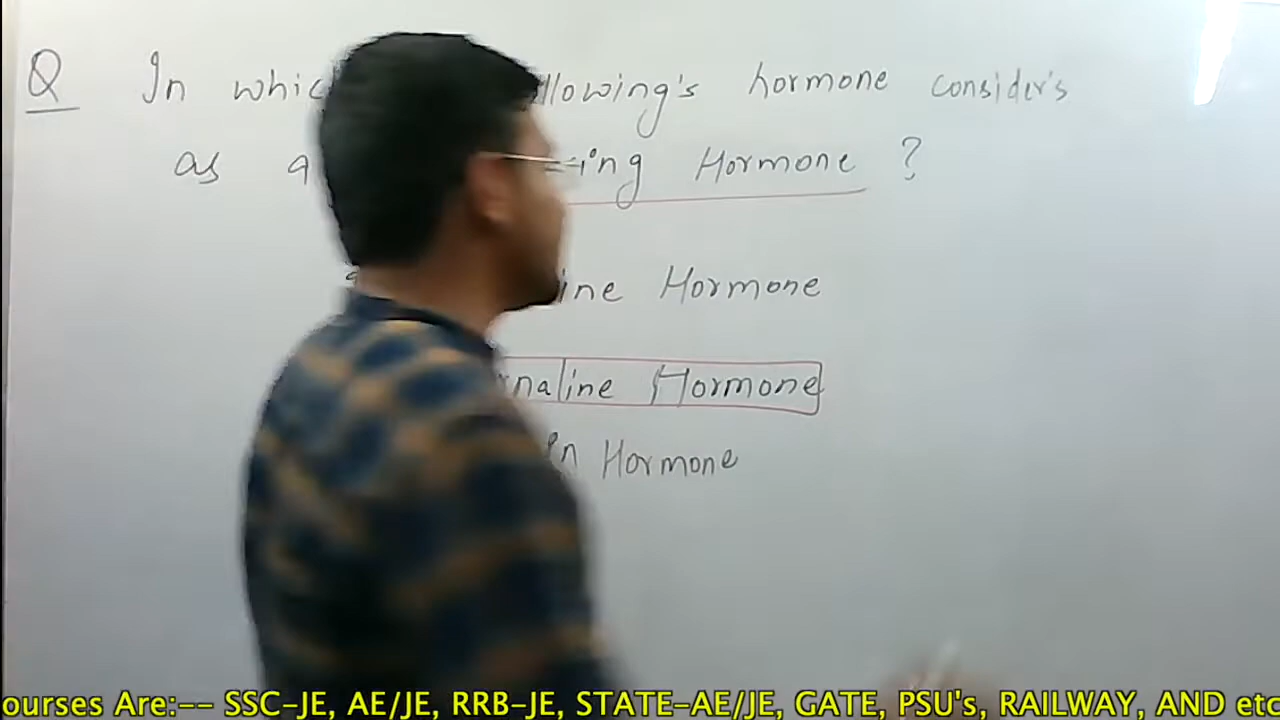 Q In which llowing's hormone consider's
as a ing Hormone ?
ine Hormone
rnaline Hormone
in Hormone
ourses Are:-- SSC-JE, AE/JE, RRB-JE, STATE-AE/JE, GATE, PSU's, RAILWAY, AND etc